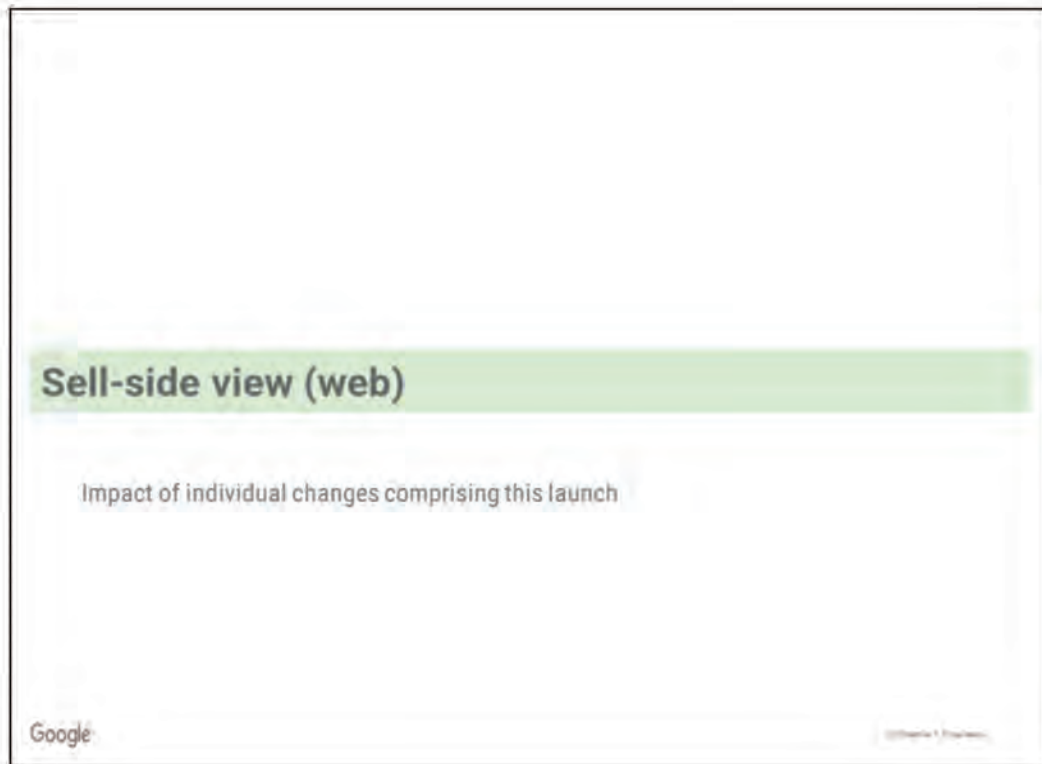 Sell-side view (web)
Impact of individual changes comprising this launch
Google